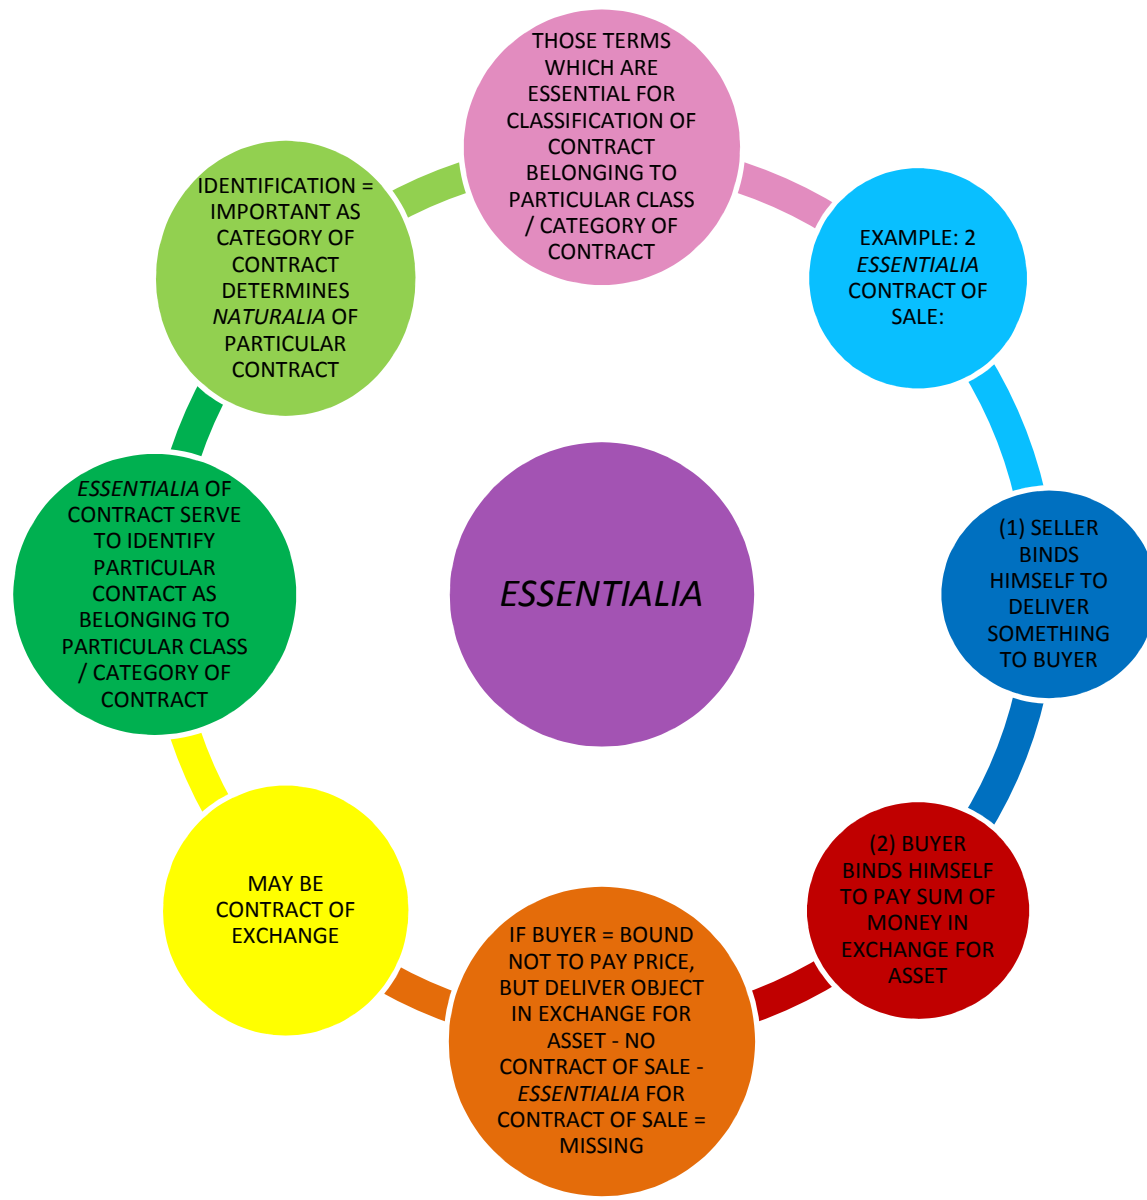 THOSE TERMS
WHICH ARE
ESSENTIAL FOR
CLASSIFICATION OF
CONTRACT
BELONGING TO
PARTICULAR CLASS
/ CATEGORY OF
CONTRACT
EXAMPLE: 2
ESSENTIALIA
CONTRACT OF
SALE:
(1) SELLER
BINDS
HIMSELF TO
DELIVER
SOMETHING
TO BUYER
(2) BUYER
BINDS HIMSELF
TO PAY SUM OF
MONEY IN
EXCHANGE FOR
ASSET
IF BUYER = BOUND
NOT TO PAY PRICE,
BUT DELIVER OBJECT
IN EXCHANGE FOR
ASSET - NO
CONTRACT OF SALE -
ESSENTIALIA FOR
CONTRACT OF SALE =
MISSING
MAY BE
CONTRACT OF
EXCHANGE
ESSENTIALIA OF
CONTRACT SERVE
TO IDENTIFY
PARTICULAR
CONTACT AS
BELONGING TO
PARTICULAR CLASS
/ CATEGORY OF
CONTRACT
IDENTIFICATION =
IMPORTANT AS
CATEGORY OF
CONTRACT
DETERMINES
NATURALIA OF
PARTICULAR
CONTRACT
ESSENTIALIA